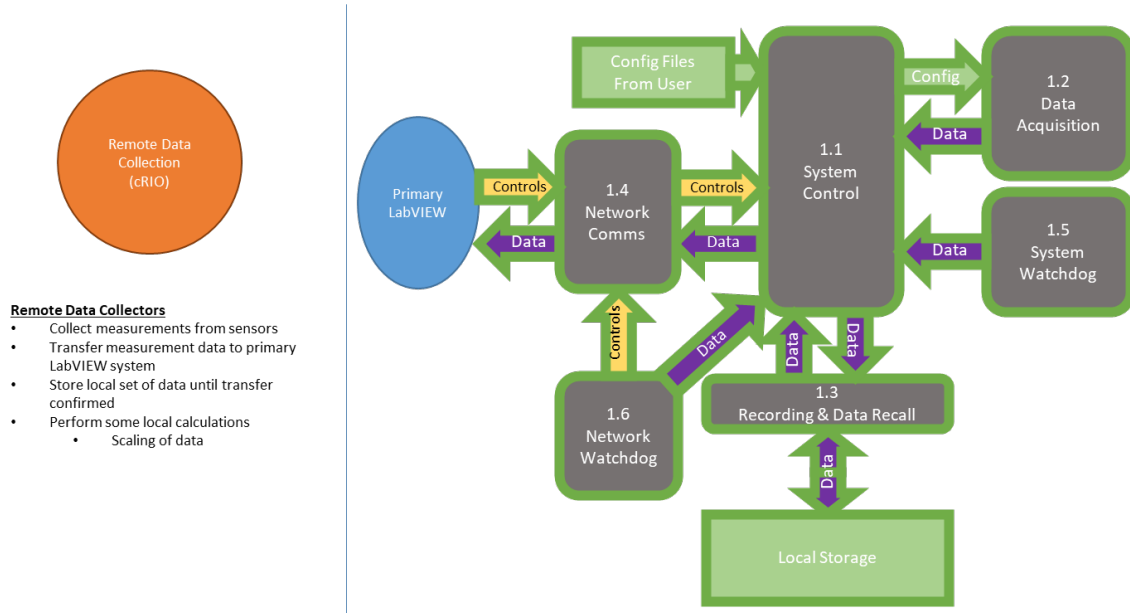 Remote Data
Collection
(cRIO)
Remote Data Collectors
• Collect measurements from sensors
• Transfer measurement data to primary
LabVIEW system
• Store local set of data until transfer
confirmed
• Perform some local calculations
• Scaling of data
Config Files
From User
1.1
System
Control
Config
Data
1.2
Data
Acquisition
Primary
LabVIEW
Controls
Data
1.4
Network
Comms
Controls
Data
Data
1.5
System
Watchdog
Controls
Data
Data
Data
1.6
Network
Watchdog
1.3
Recording & Data Recall
Data
Local Storage